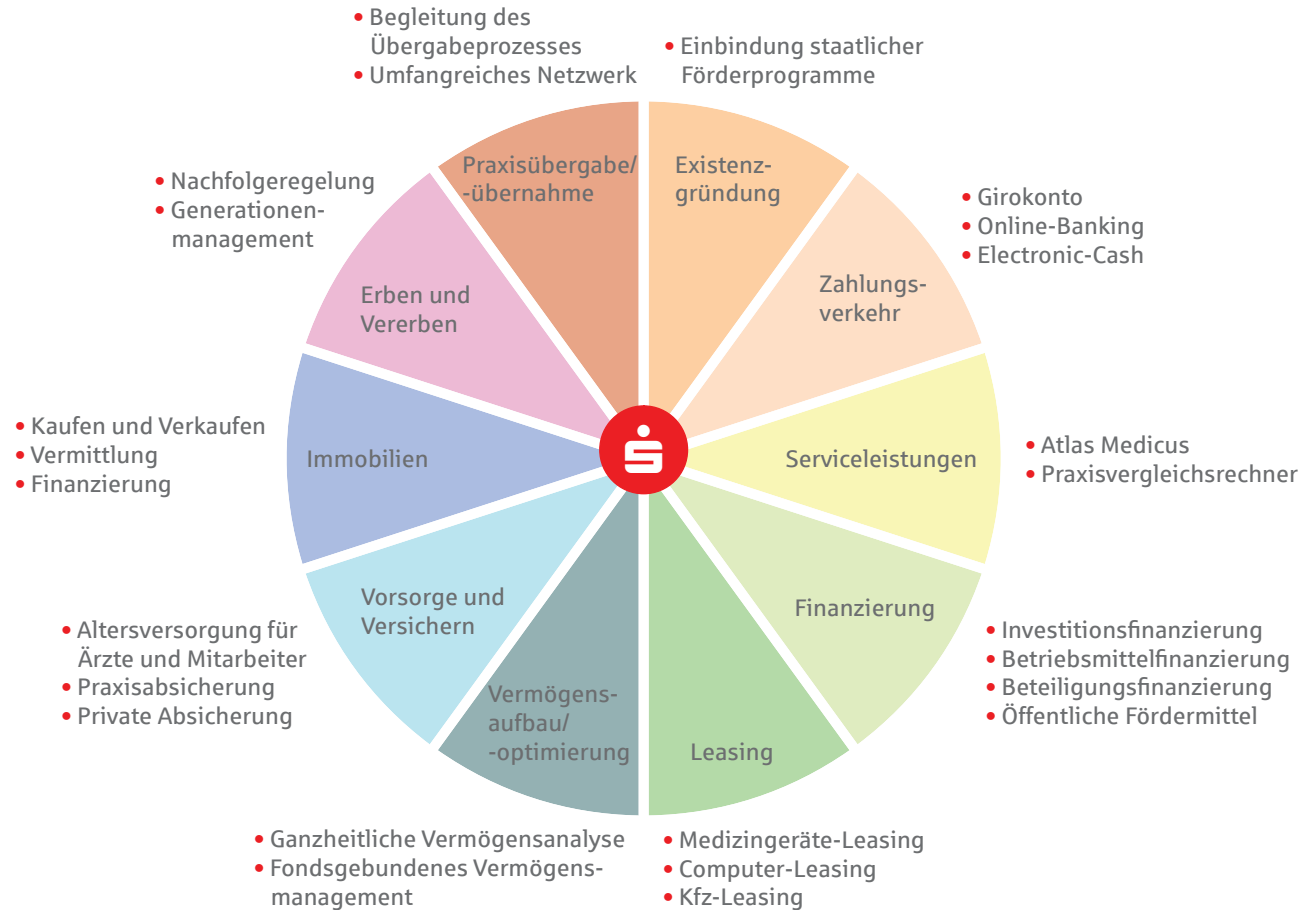 • Begleitung des
Übergabeprozesses
• Umfangreiches Netzwerk
• Einbindung staatlicher
Förderprogramme
Praxisübergabe/
-übernahme
Existenz-
gründung
• Nachfolgeregelung
• Generationen-
management
• Girokonto
• Online-Banking
• Electronic-Cash
Erben und
Vererben
Zahlungs-
verkehr
• Kaufen und Verkaufen
• Vermittlung
• Finanzierung
Immobilien
Serviceleistungen
• Atlas Medicus
• Praxisvergleichsrechner
Vorsorge und
Versichern
Finanzierung
• Altersversorgung für
Ärzte und Mitarbeiter
• Praxisabsicherung
• Private Absicherung
• Investitionsfinanzierung
• Betriebsmittelfinanzierung
• Beteiligungsfinanzierung
• Öffentliche Fördermittel
Vermögens-
aufbau/
-optimierung
Leasing
• Ganzheitliche Vermögensanalyse
• Fondsgebundenes Vermögens-
management
• Medizingeräte-Leasing
• Computer-Leasing
• Kfz-Leasing